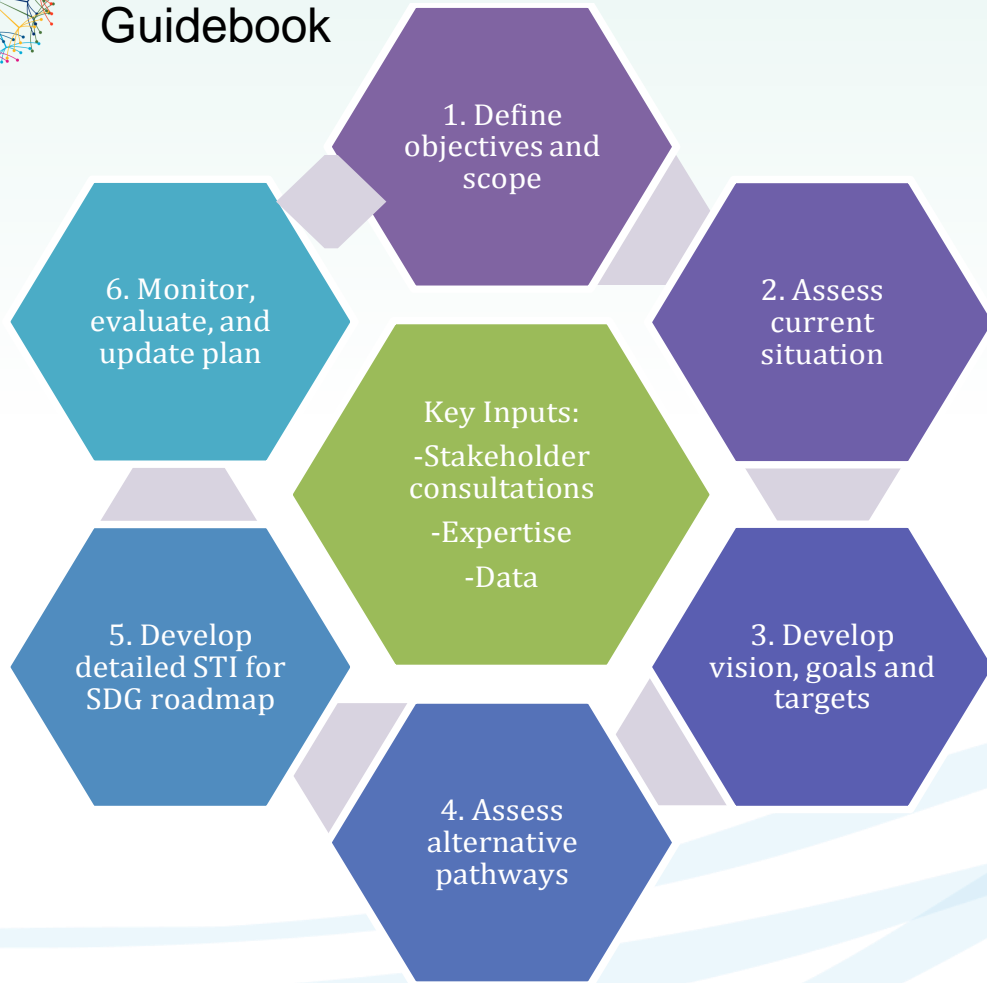 Guidebook
1. Define
objectives and
scope
2. Assess
current
situation
3. Develop
vision, goals and
targets
4. Assess
alternative
pathways
5. Develop
detailed STI for
SDG roadmap
6. Monitor,
evaluate, and
update plan
Key Inputs:
-Stakeholder
consultations
-Expertise
-Data